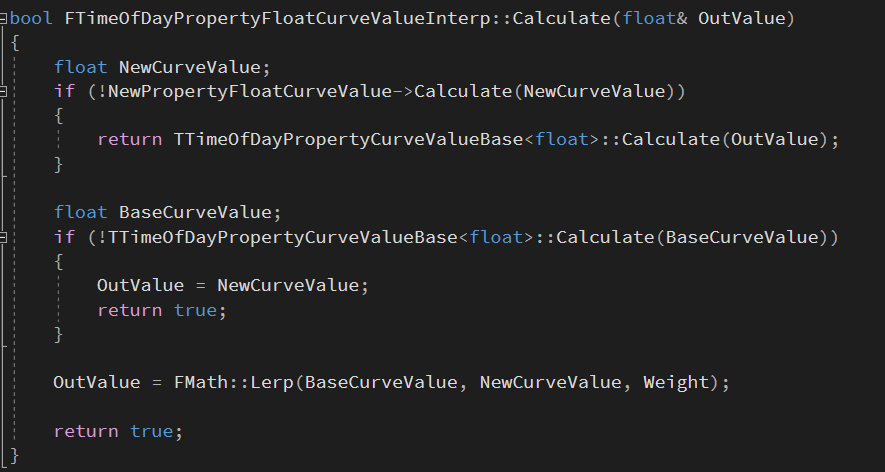 bool FTimeOfDayPropertyFloatCurveValueInterp::Calculate(float& OutValue)
{
    float NewCurveValue;
    if (!NewPropertyFloatCurveValue->Calculate(NewCurveValue))
    {
        return TTimeOfDayPropertyCurveValueBase<float>::Calculate(OutValue);
    }

    float BaseCurveValue;
    if (!TTimeOfDayPropertyCurveValueBase<float>::Calculate(BaseCurveValue))
    {
        OutValue = NewCurveValue;
        return true;
    }

    OutValue = FMath::Lerp(BaseCurveValue, NewCurveValue, Weight);

    return true;
}